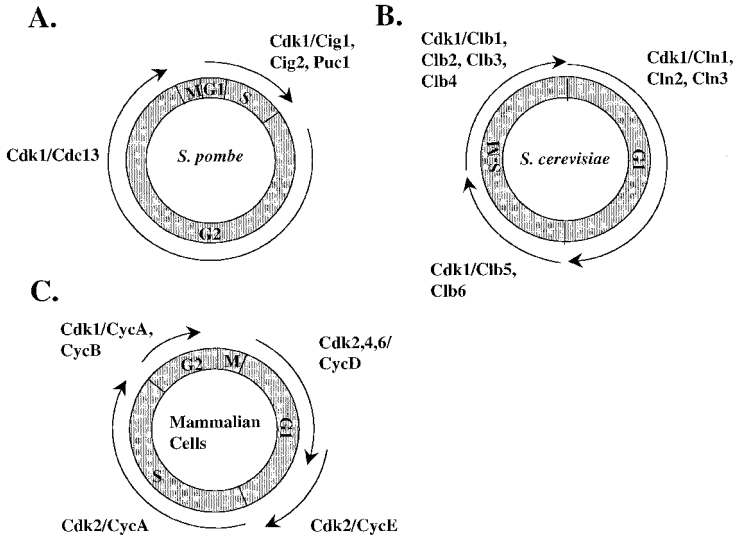 A.
Cdk1/Cig1,
Cig2, Puc1
M
G1
S
Cdk1/Cdc13
S. pombe
G2
B.
Cdk1/Clb1,
Clb2, Clb3,
Clb4
Cdk1/Cln1,
Cln2, Cln3
S-M
S. cerevisiae
G1
Cdk1/Clb5,
Clb6
C.
Cdk1/CycA,
CycB
Cdk2,4,6/
CycD
G2
M
Mammalian
Cells
G1
S
Cdk2/CycA
Cdk2/CycE